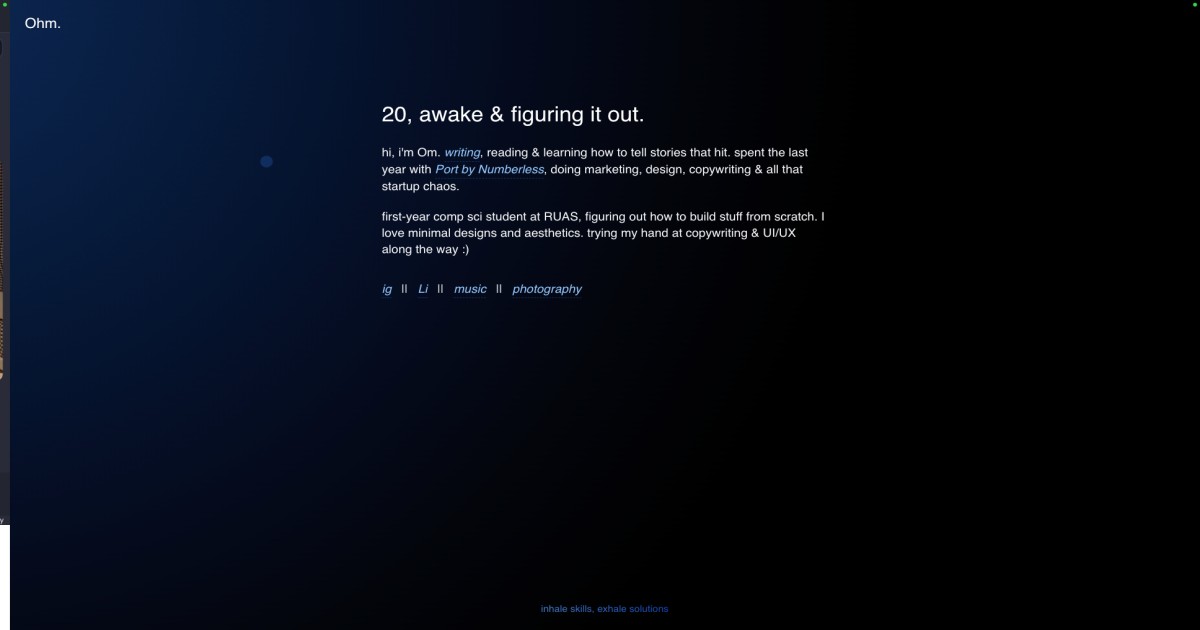 Ohm.
20, awake & figuring it out.
hi, i'm Om. writing, reading & learning how to tell stories that hit. spent the last
year with Port by Numberless, doing marketing, design, copywriting & all that
startup chaos.
first-year comp sci student at RUAS, figuring out how to build stuff from scratch. I
love minimal designs and aesthetics. trying my hand at copywriting & UI/UX
along the way :)
ig || Li || music || photography
y
inhale skills, exhale solutions